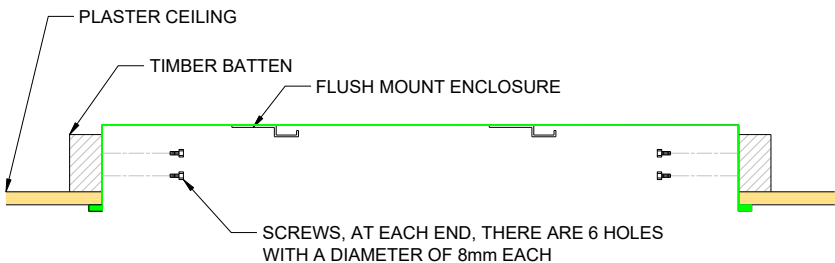 PLASTER CEILING
TIMBER BATTEN
FLUSH MOUNT ENCLOSURE
SCREWS, AT EACH END, THERE ARE 6 HOLES
WITH A DIAMETER OF 8mm EACH